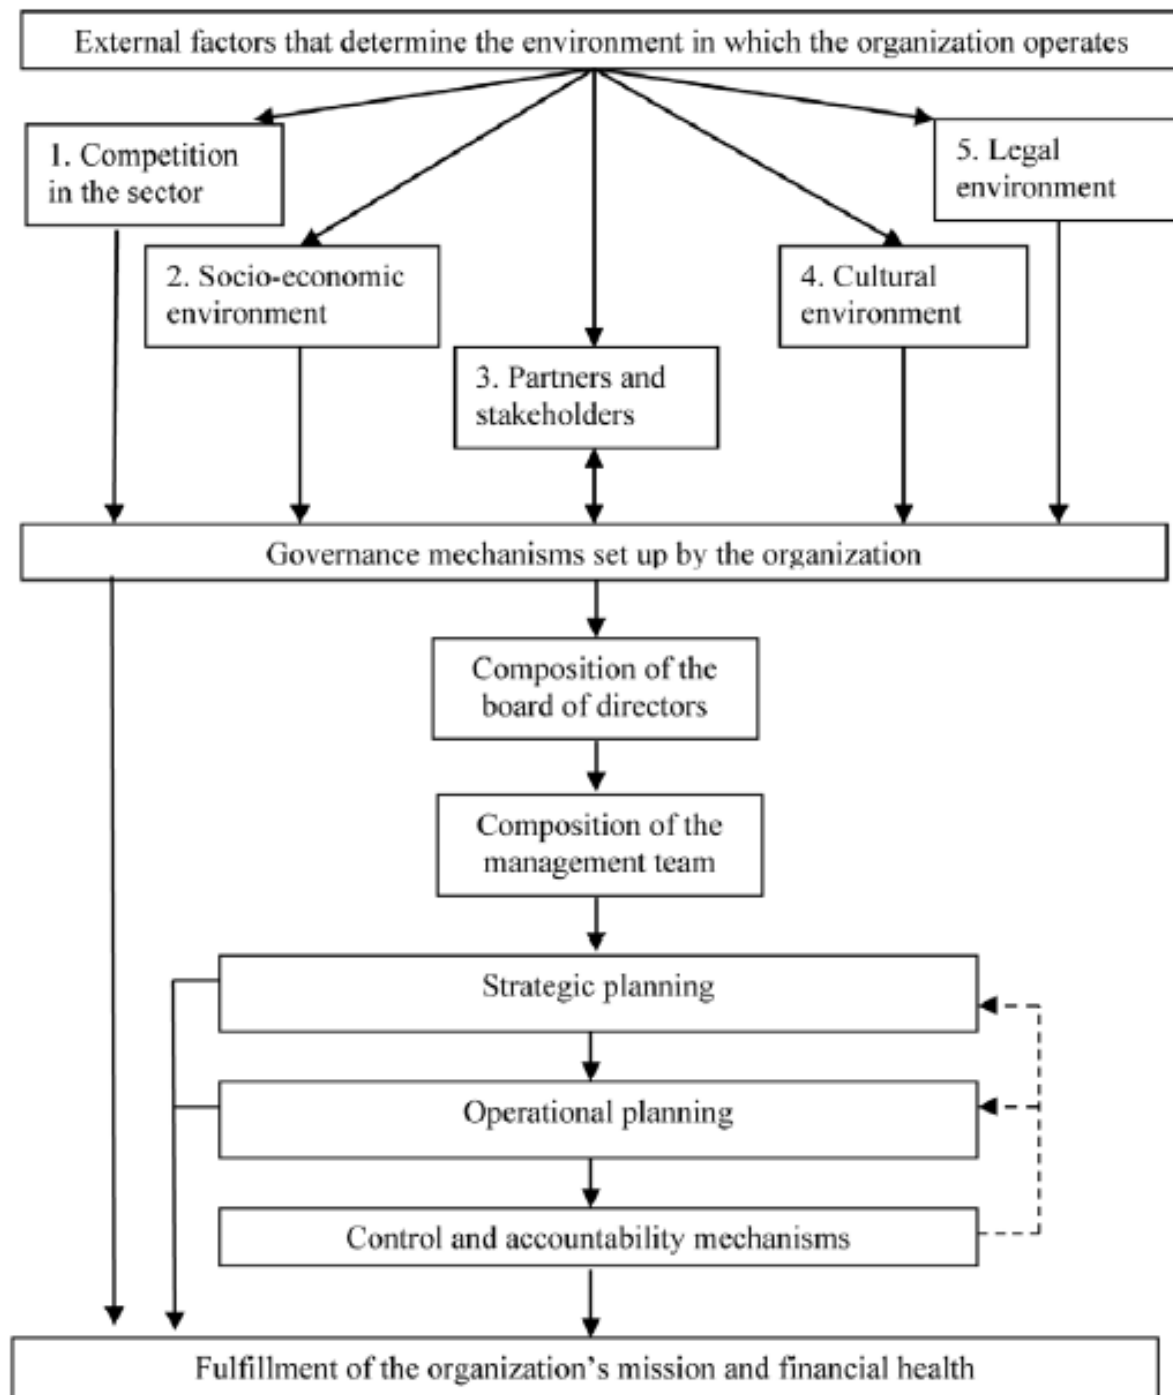 External factors that determine the environment in which the organization operates
1. Competition
in the sector
5. Legal
environment
2. Socio-economic
environment
4. Cultural
environment
3. Partners and
stakeholders
Governance mechanisms set up by the organization
Composition of the
board of directors
Composition of the
management team
Strategic planning
Operational planning
Control and accountability mechanisms
Fulfillment of the organization's mission and financial health